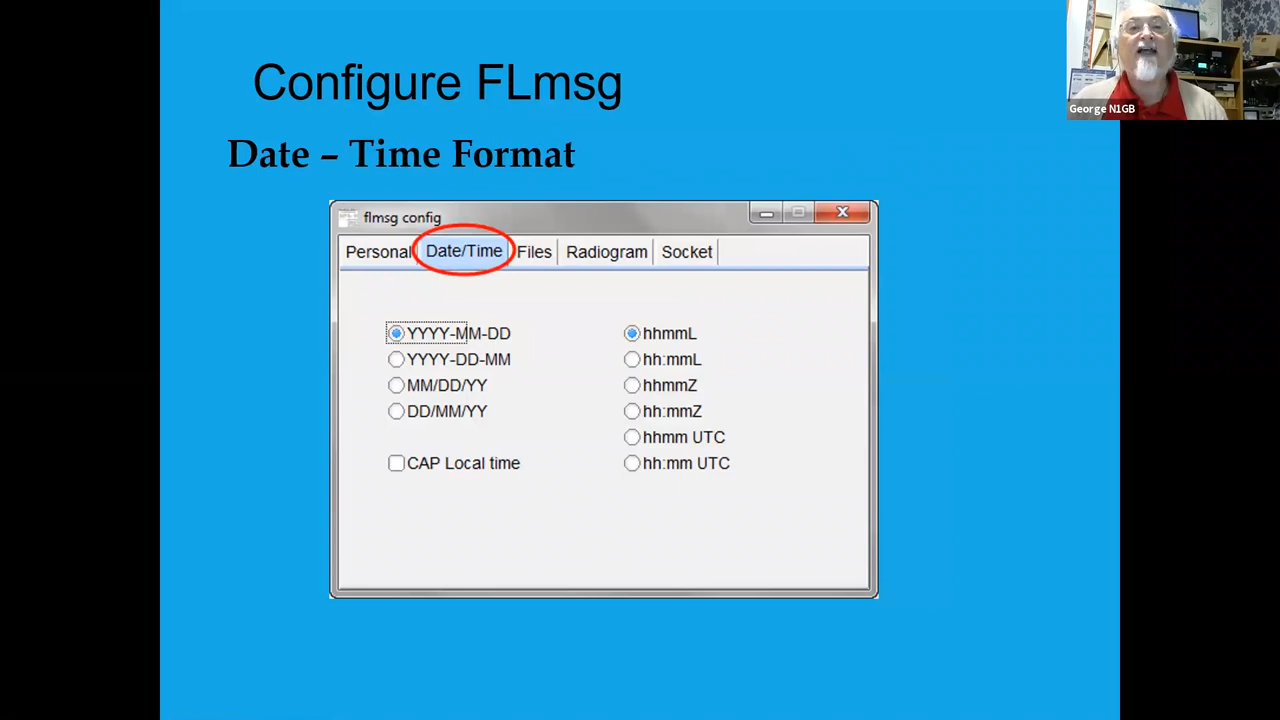 Configure FLmsg
George N1GB
Date – Time Format
flmsg config
Personal Date/Time Files Radiogram Socket
YYYY-MM-DD hhmmL
YYYY-DD-MM hh:mmL
MM/DD/YY hhmmZ
DD/MM/YY hh:mmZ
hhmm UTC
CAP Local time hh:mm UTC